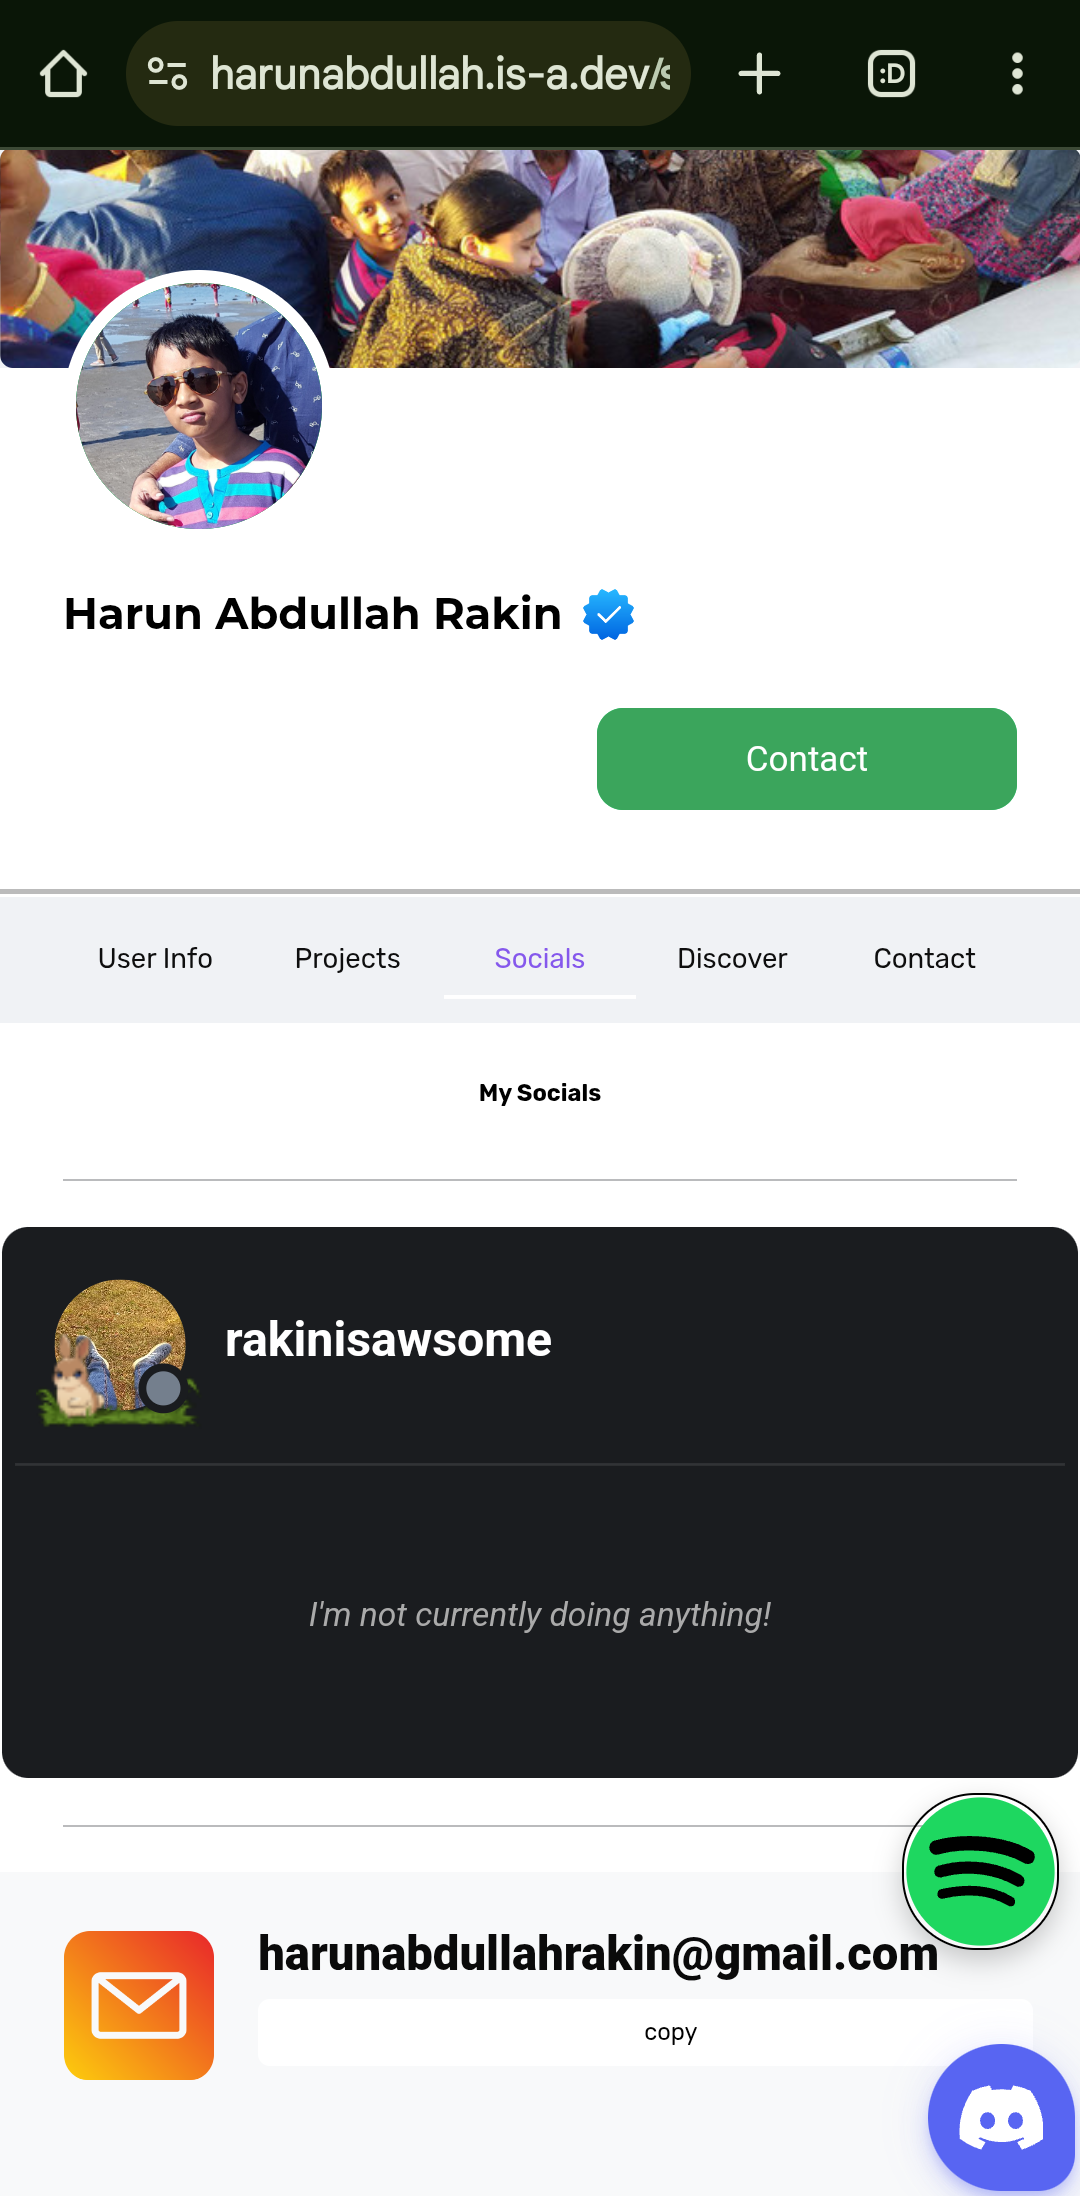 harunabdullah.is-a.dev/s
:D
Harun Abdullah Rakin
Contact
User Info
Projects
Socials
Discover
Contact
My Socials
rakinisawsome
I'm not currently doing anything!
harunabdullahrakin@gmail.com
copy